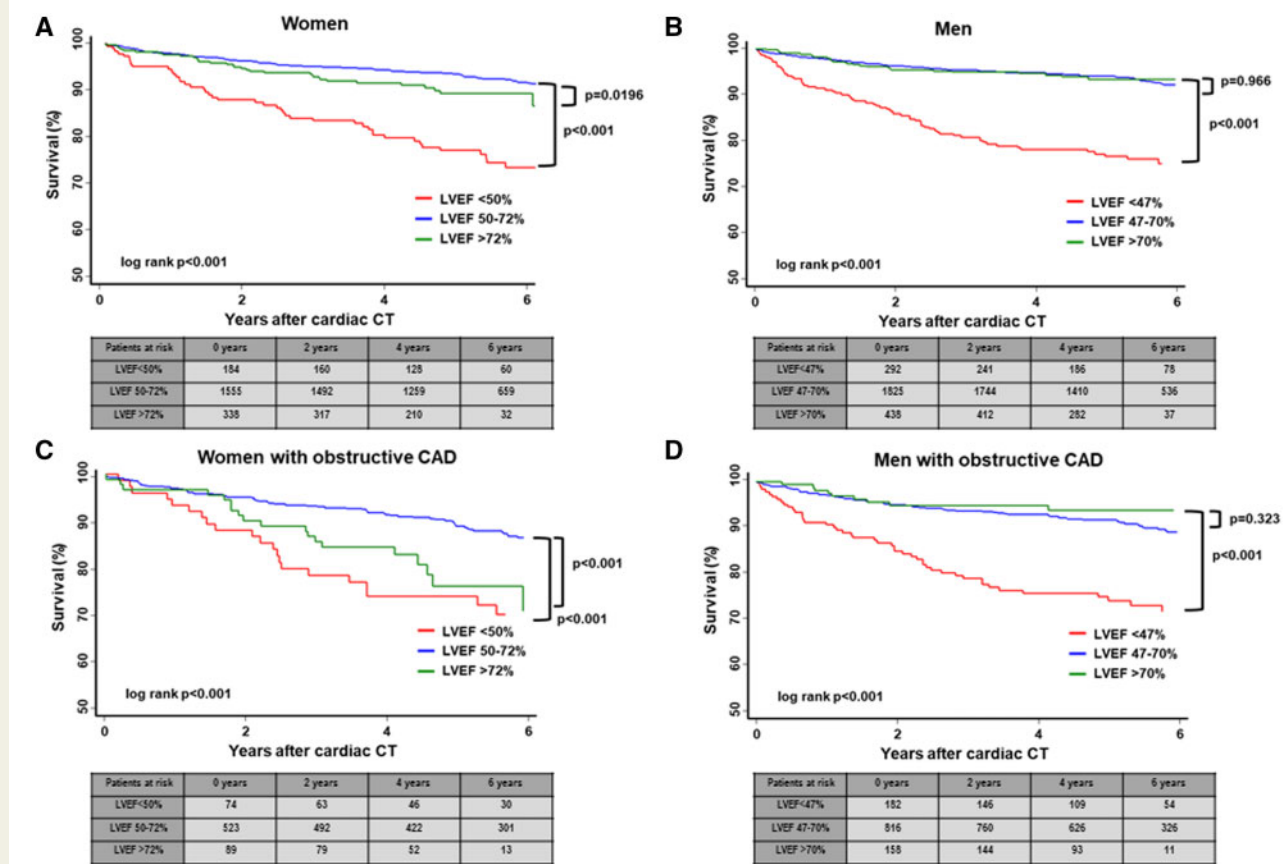 A
Women
Survival (%)
100
90
80
70
60
50
p=0.0196
p<0.001
LVEF <50%
LVEF 50-72%
LVEF >72%
log rank p<0.001
0 2 4 6
Years after cardiac CT
Patients at risk 0 years 2 years 4 years 6 years
LVEF<50% 184 160 128 60
LVEF 50-72% 1555 1492 1259 659
LVEF >72% 338 317 210 32
B
Men
Survival (%)
100
90
80
70
60
50
p=0.966
p<0.001
LVEF <47%
LVEF 47-70%
LVEF >70%
log rank p<0.001
0 2 4 6
Years after cardiac CT
Patients at risk 0 years 2 years 4 years 6 years
LVEF<47% 292 241 186 78
LVEF 47-70% 1825 1744 1410 536
LVEF >70% 438 412 282 37
C
Women with obstructive CAD
Survival (%)
100
90
80
70
60
50
p<0.001
p<0.001
LVEF <50%
LVEF 50-72%
LVEF >72%
log rank p<0.001
0 2 4 6
Years after cardiac CT
Patients at risk 0 years 2 years 4 years 6 years
LVEF<50% 74 63 46 30
LVEF 50-72% 523 492 422 301
LVEF >72% 89 79 52 13
D
Men with obstructive CAD
Survival (%)
100
90
80
70
60
50
p=0.323
p<0.001
LVEF <47%
LVEF 47-70%
LVEF >70%
log rank p<0.001
0 2 4 6
Years after cardiac CT
Patients at risk 0 years 2 years 4 years 6 years
LVEF<47% 182 146 109 54
LVEF 47-70% 816 760 626 326
LVEF >70% 158 144 93 11